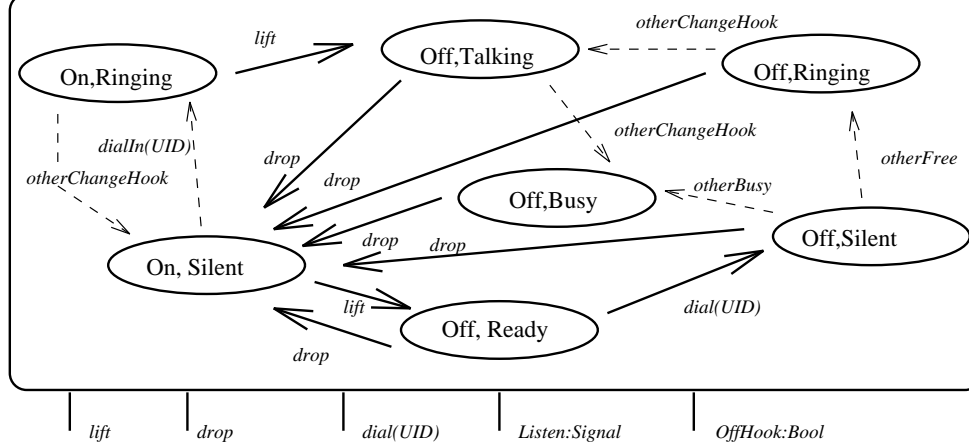 otherChangeHook
lift
On,Ringing
Off,Talking
Off,Ringing
dialIn(UID)
otherChangeHook
otherChangeHook
drop
drop
otherFree
otherBusy
Off,Busy
Off,Silent
On, Silent
drop
drop
lift
Off, Ready
dial(UID)
drop
lift
drop
dial(UID)
Listen:Signal
OffHook:Bool